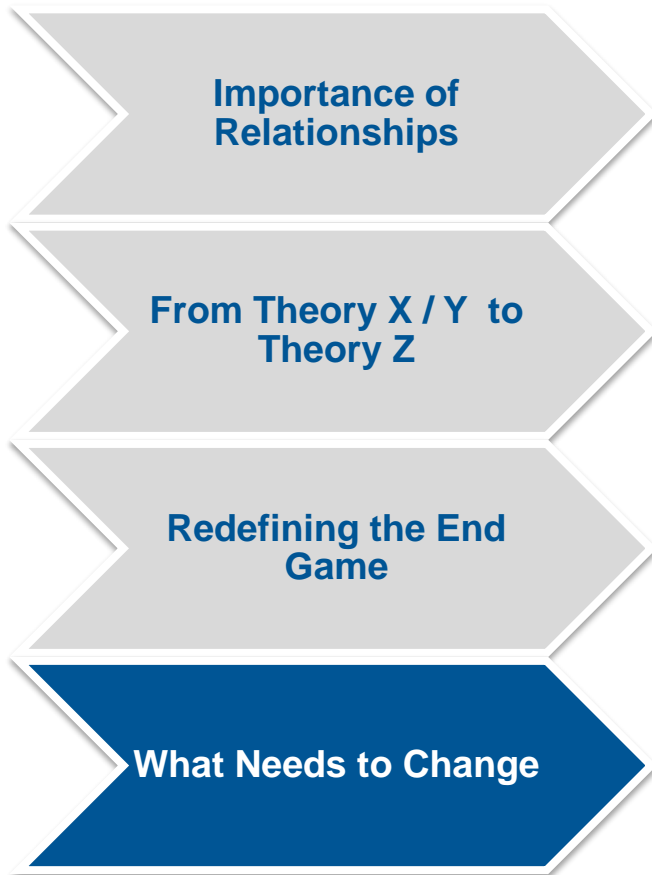 Importance of
Relationships
From Theory X / Y to
Theory Z
Redefining the End
Game
What Needs to Change